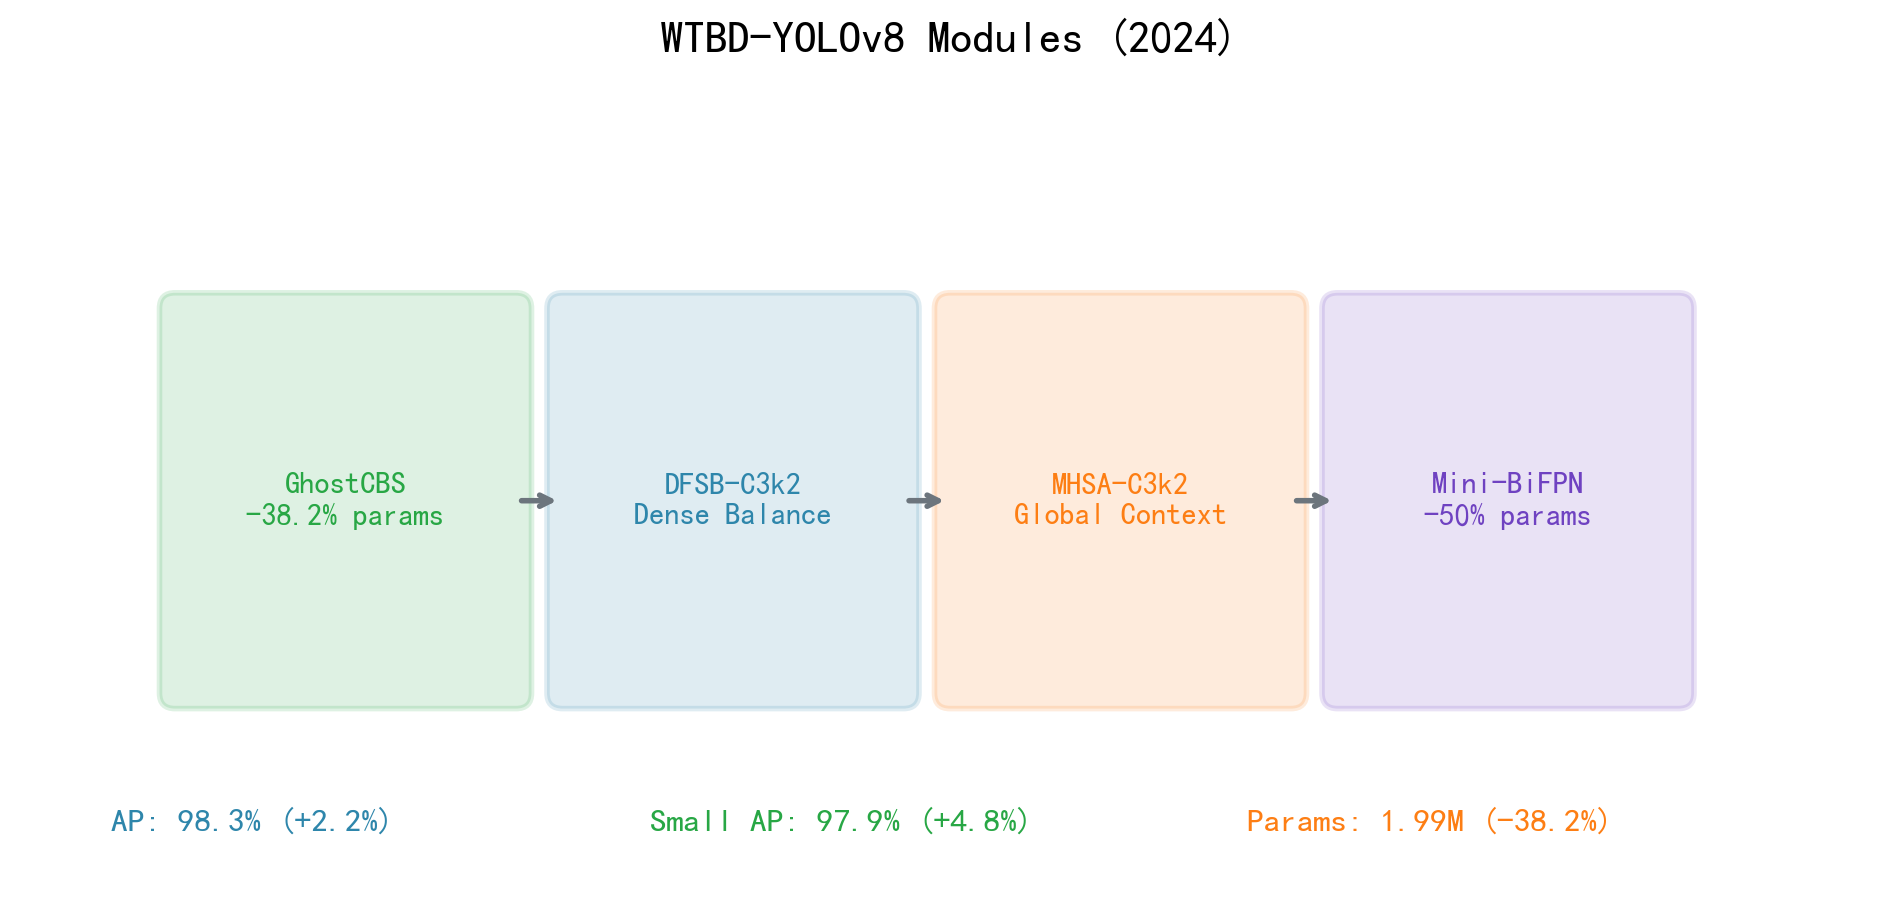 WTBD-YOLOv8 Modules (2024)
GhostCBS
-38.2% params
DFSB-C3k2
Dense Balance
MHSA-C3k2
Global Context
Mini-BiFPN
-50% params
AP: 98.3% (+2.2%)
Small AP: 97.9% (+4.8%)
Params: 1.99M (-38.2%)